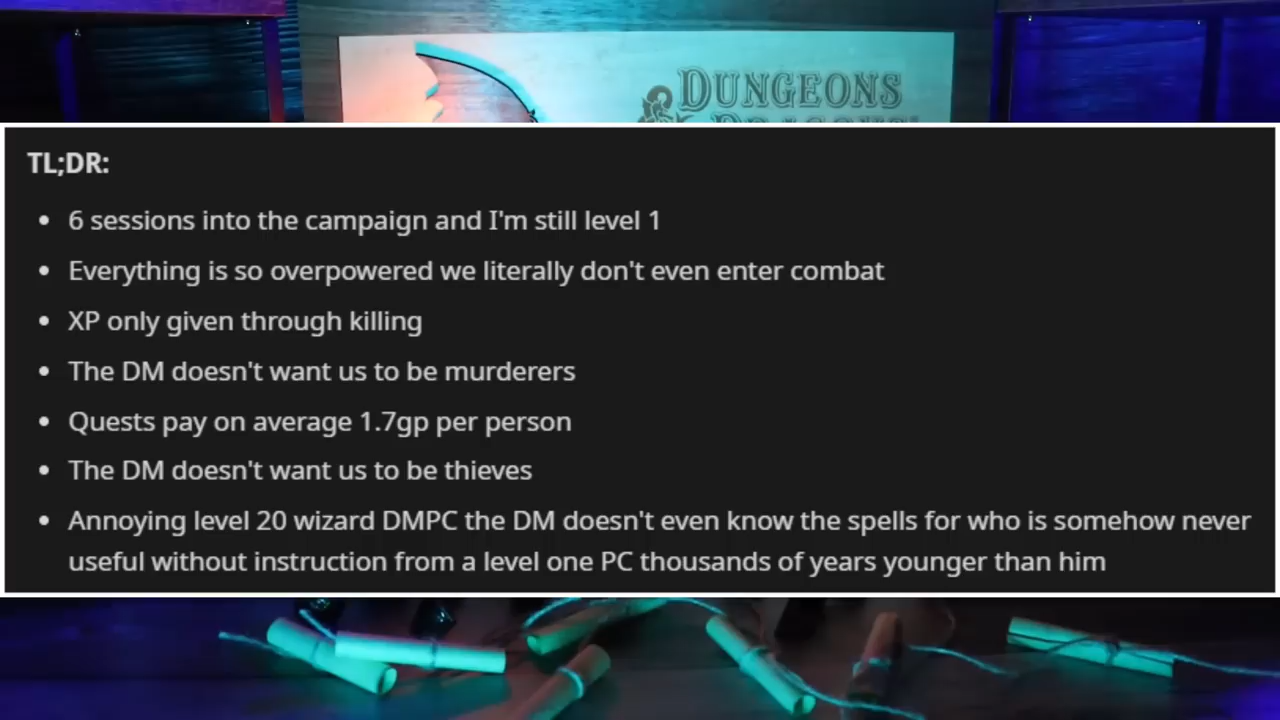 DUNGEONS
DRAGONS
TL;DR:
• 6 sessions into the campaign and I'm still level 1
• Everything is so overpowered we literally don't even enter combat
• XP only given through killing
• The DM doesn't want us to be murderers
• Quests pay on average 1.7gp per person
• The DM doesn't want us to be thieves
• Annoying level 20 wizard DMPC the DM doesn't even know the spells for who is somehow never
useful without instruction from a level one PC thousands of years younger than him